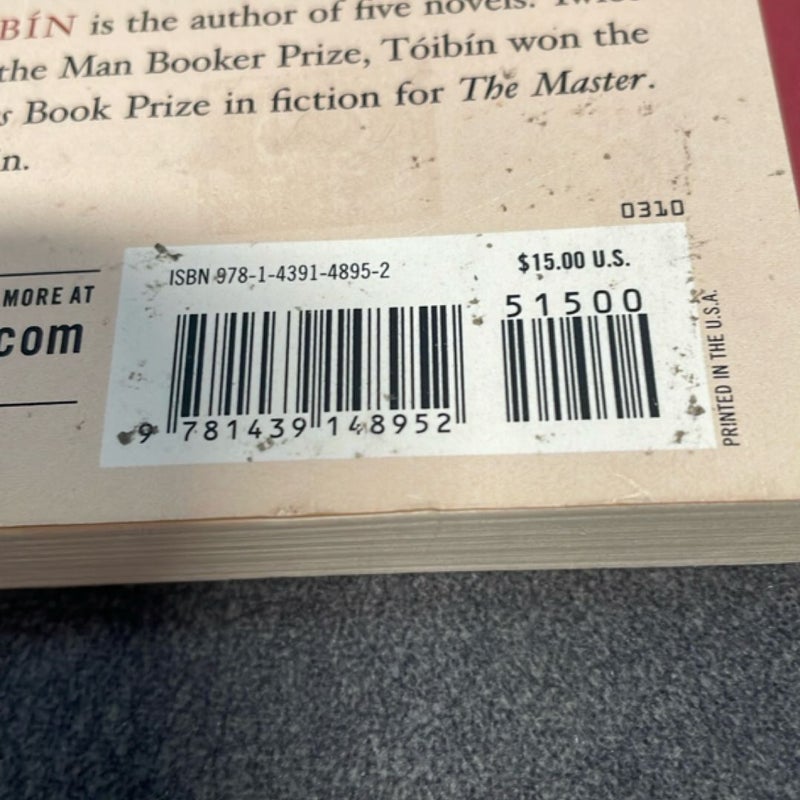 BÍN is the author of five novels. Twice
the Man Booker Prize, Tóibín won the
s Book Prize in fiction for The Master.
n.
0310
ISBN 978-1-4391-4895-2
$15.00 U.S.
51500
MORE AT
com
9 781439 148952
PRINTED IN THE U.S.A.